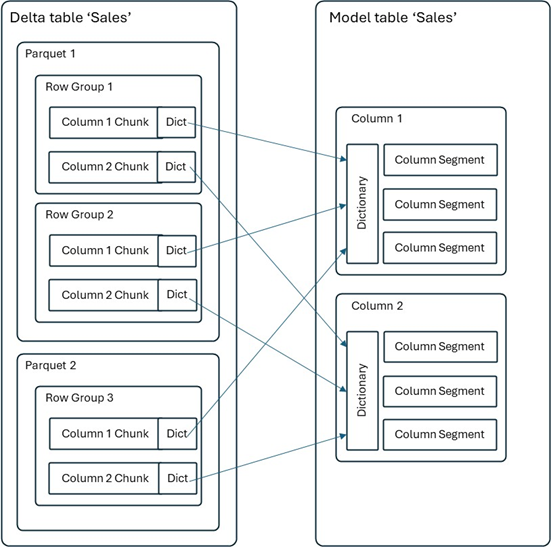 Delta table ‘Sales’
Parquet 1
Row Group 1
Column 1 Chunk Dict
Column 2 Chunk Dict
Row Group 2
Column 1 Chunk Dict
Column 2 Chunk Dict
Parquet 2
Row Group 3
Column 1 Chunk Dict
Column 2 Chunk Dict
Model table ‘Sales’
Column 1
Dictionary
Column Segment
Column Segment
Column Segment
Column 2
Dictionary
Column Segment
Column Segment
Column Segment